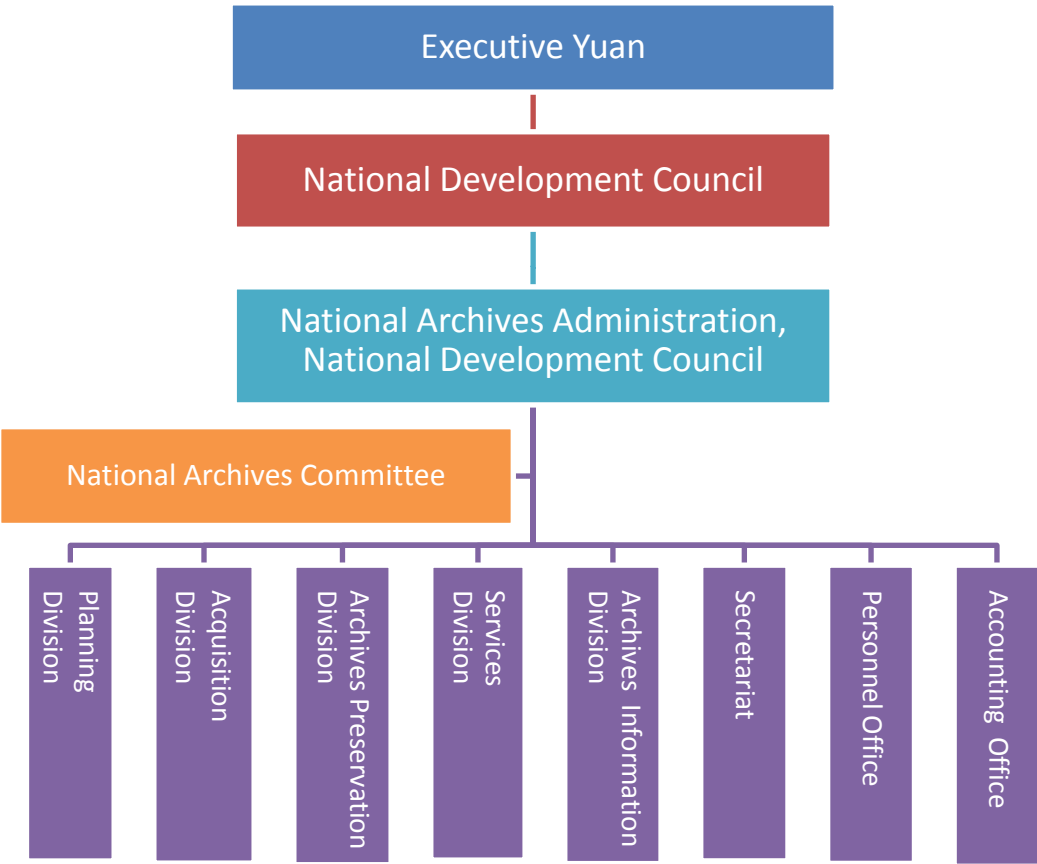 Executive Yuan
National Development Council
National Archives Administration,
National Development Council
National Archives Committee
Planning
Division
Acquisition
Division
Archives Preservation
Division
Services
Division
Archives Information
Division
Secretariat
Personnel Office
Accounting Office